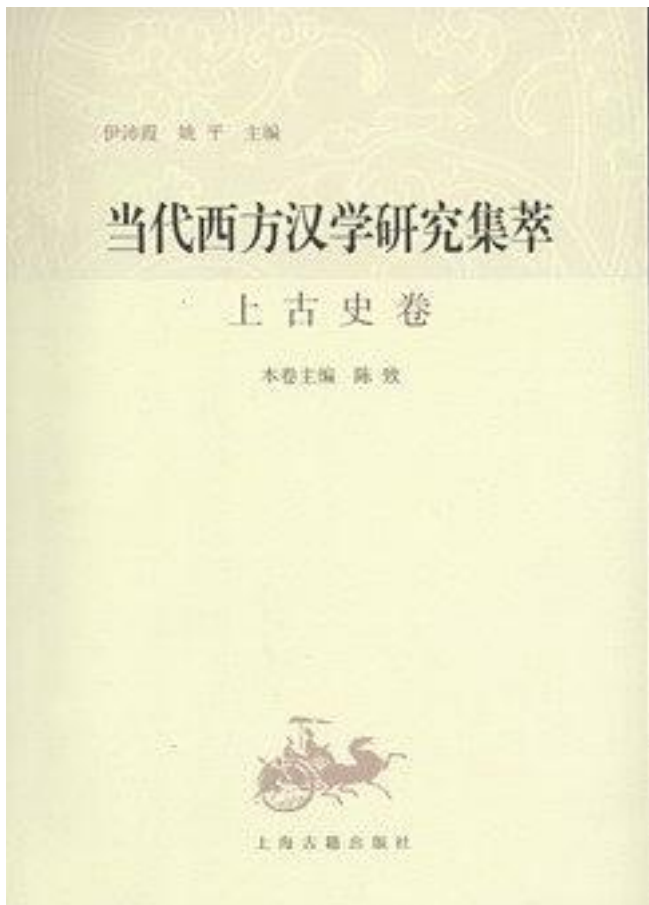 伊沛霞 姚平 主编
当代西方汉学研究集萃
上古史卷
本卷主编 陈致
上海古籍出版社